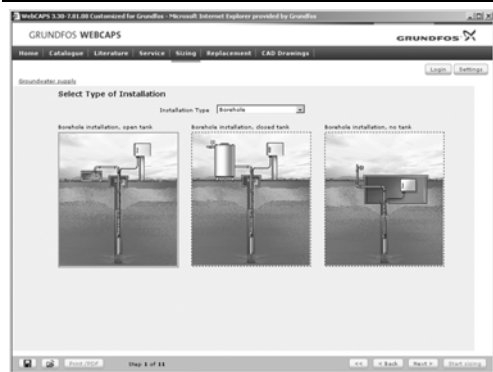 WebCAPS 3.30-7.01.08 Customized for Grundfos - Microsoft Internet Explorer provided by Grundfos
GRUNDFOS WEBCAPS
GRUNDFOS
Home Catalogue Literature Service Sizing Replacement CAD Drawings
Login Settings
Groundwater supply
Select Type of Installation
Installation Type Borehole
Borehole installation, open tank Borehole installation, closed tank Borehole installation, no tank
Print/PDF Step 1 of 11 << < Back Next > Start sizing